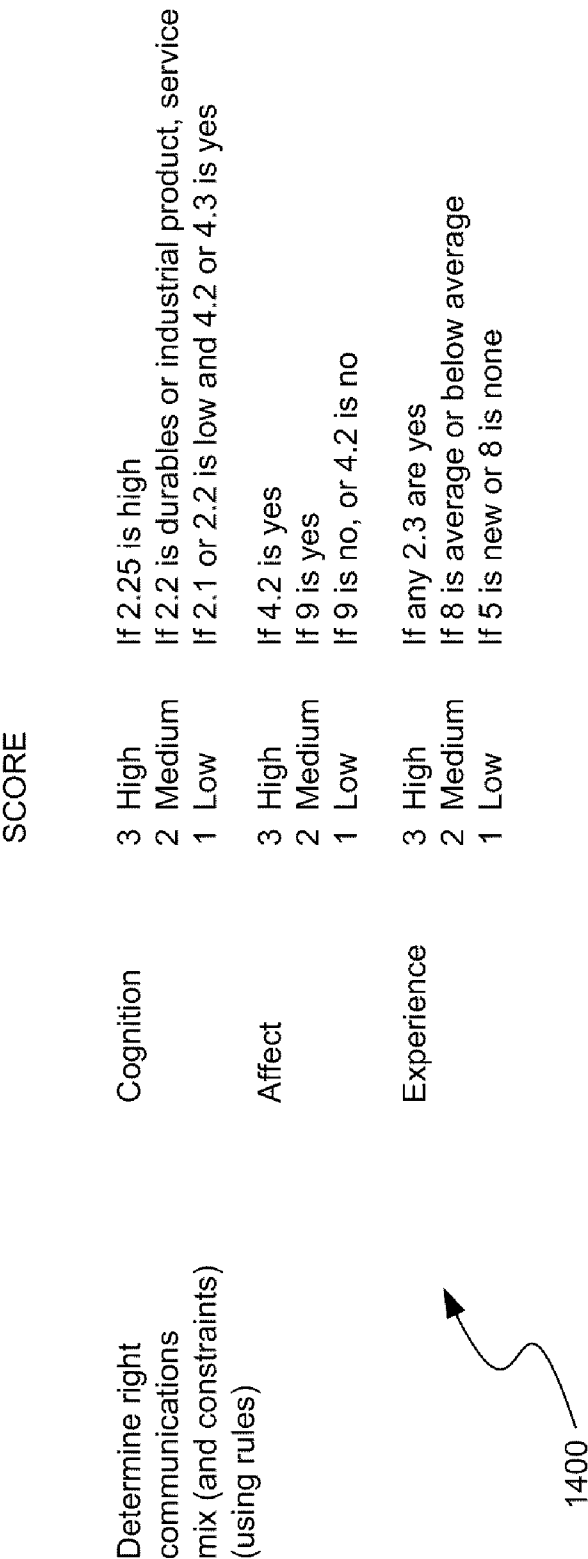 SCORE
Determine right
communications
mix (and constraints)
(using rules)
Cognition
3 High If 2.25 is high
2 Medium If 2.2 is durables or industrial product, service
1 Low If 2.1 or 2.2 is low and 4.2 or 4.3 is yes
Affect
3 High If 4.2 is yes
2 Medium If 9 is yes
1 Low If 9 is no, or 4.2 is no
Experience
3 High If any 2.3 are yes
2 Medium If 8 is average or below average
1 Low If 5 is new or 8 is none
1400